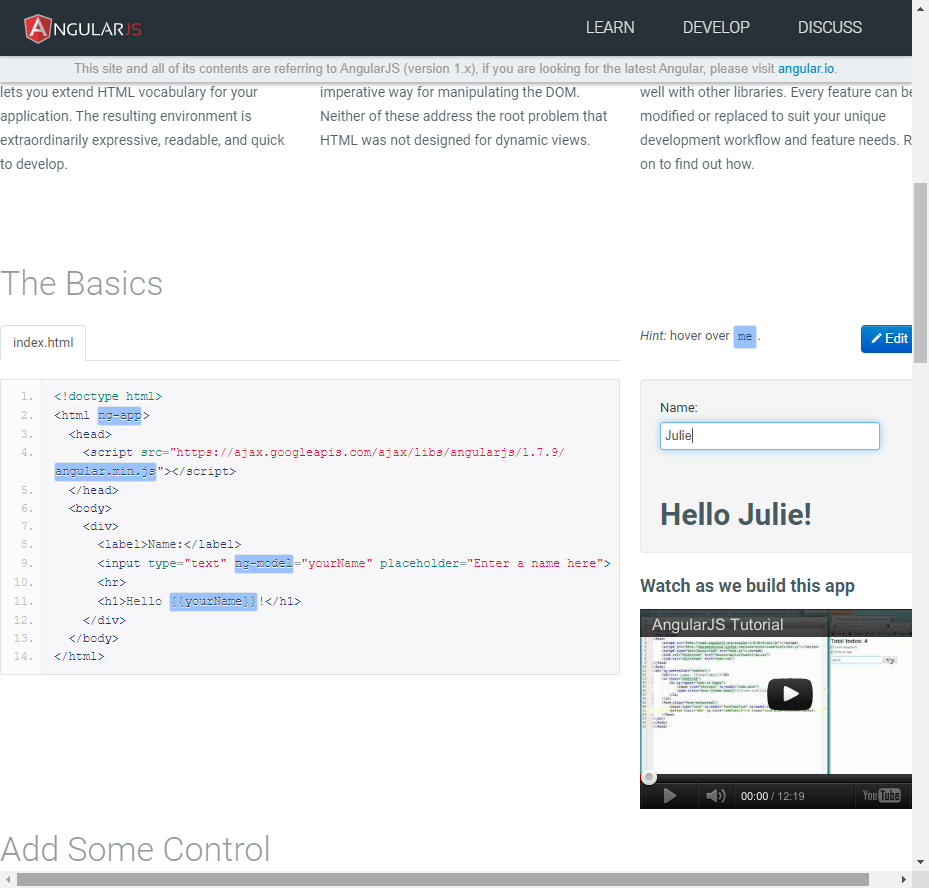 ANGULARJS
LEARN DEVELOP DISCUSS
This site and all of its contents are referring to AngularJS (version 1.x), if you are looking for the latest Angular, please visit angular.io.
lets you extend HTML vocabulary for your
application. The resulting environment is
extraordinarily expressive, readable, and quick
to develop.
imperative way for manipulating the DOM.
Neither of these address the root problem that
HTML was not designed for dynamic views.
well with other libraries. Every feature can be
modified or replaced to suit your unique
development workflow and feature needs. R
on to find out how.
The Basics
index.html
1. <!doctype html>
2. <html ng-app>
3. <head>
4. <script src="https://ajax.googleapis.com/ajax/libs/angularjs/1.7.9/
angular.min.js"></script>
5. </head>
6. <body>
7. <div>
8. <label>Name:</label>
9. <input type="text" ng-model="yourName" placeholder="Enter a name here">
10. <hr>
11. <h1>Hello {{yourName}}!</h1>
12. </div>
13. </body>
14. </html>
Hint: hover over me .
Edit
Name:
Julie
Hello Julie!
Watch as we build this app
AngularJS Tutorial
Total todos: 4
00:00 / 12:19
YouTube
Add Some Control